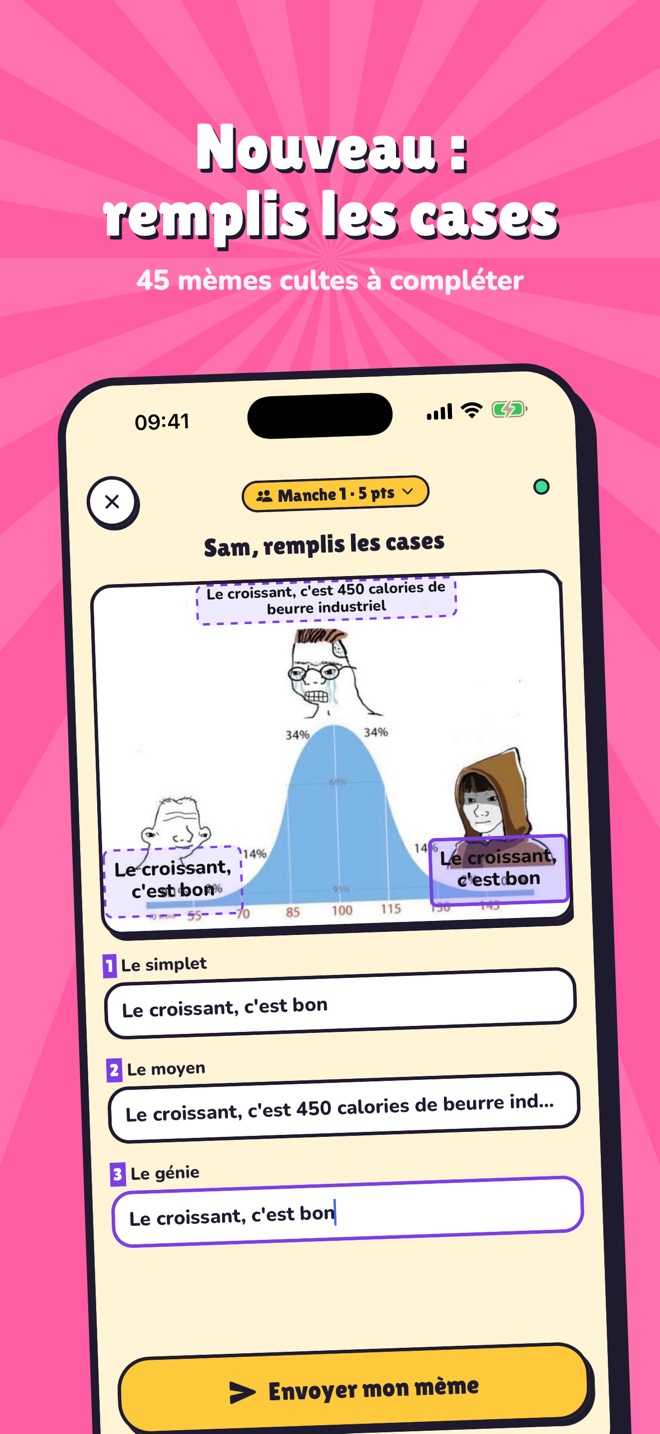 Nouveau :
remplis les cases
45 mèmes cultes à compléter
09:41
Manche 1 · 5 pts
Sam, remplis les cases
Le croissant, c'est 450 calories de
beurre industriel
34% 34%
68%
14% 14%
Le croissant,
c'est bon
Le croissant,
c'est bon
95%
55 70 85 100 115 130 145
1 Le simplet
Le croissant, c'est bon
2 Le moyen
Le croissant, c'est 450 calories de beurre ind...
3 Le génie
Le croissant, c'est bon
Envoyer mon mème